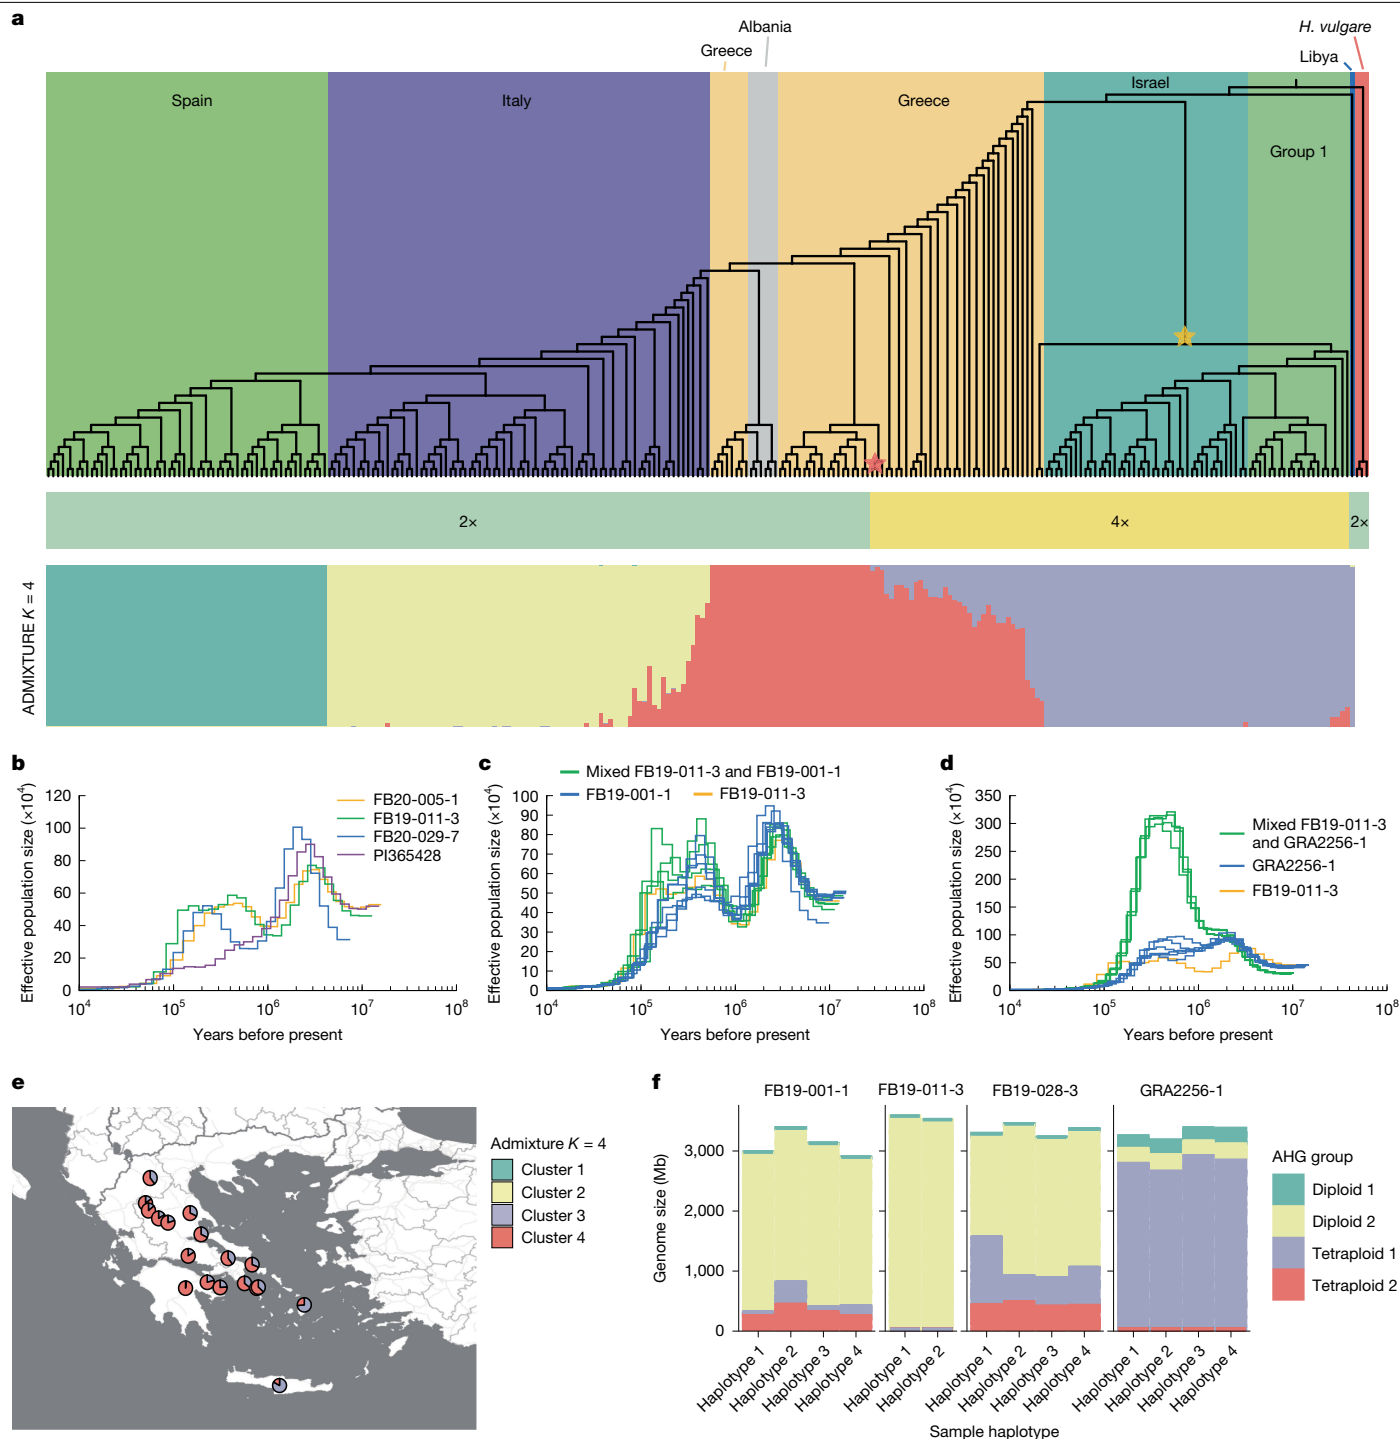 a
Albania
H. vulgare
Greece
Libya
Spain
Italy
Greece
Israel
Group 1
2×
4×
2×
ADMIXTURE K = 4
b
Effective population size (×10⁴)
120
100
80
60
40
20
0
10⁴
10⁵
10⁶
10⁷
10⁸
Years before present
FB20-005-1
FB19-011-3
FB20-029-7
PI365428
c
Mixed FB19-011-3 and FB19-001-1
FB19-001-1
FB19-011-3
Effective population size (×10⁴)
100
90
80
70
60
50
40
30
20
10
0
10⁴
10⁵
10⁶
10⁷
10⁸
Years before present
d
Effective population size (×10⁴)
350
300
250
200
150
100
50
0
10⁴
10⁵
10⁶
10⁷
10⁸
Years before present
Mixed FB19-011-3
and GRA2256-1
GRA2256-1
FB19-011-3
e
Admixture K = 4
Cluster 1
Cluster 2
Cluster 3
Cluster 4
f
FB19-001-1
FB19-011-3
FB19-028-3
GRA2256-1
Genome size (Mb)
3,000
2,000
1,000
0
Haplotype 1
Haplotype 2
Haplotype 3
Haplotype 4
Haplotype 1
Haplotype 2
Haplotype 1
Haplotype 2
Haplotype 3
Haplotype 4
Haplotype 1
Haplotype 2
Haplotype 3
Haplotype 4
Sample haplotype
AHG group
Diploid 1
Diploid 2
Tetraploid 1
Tetraploid 2